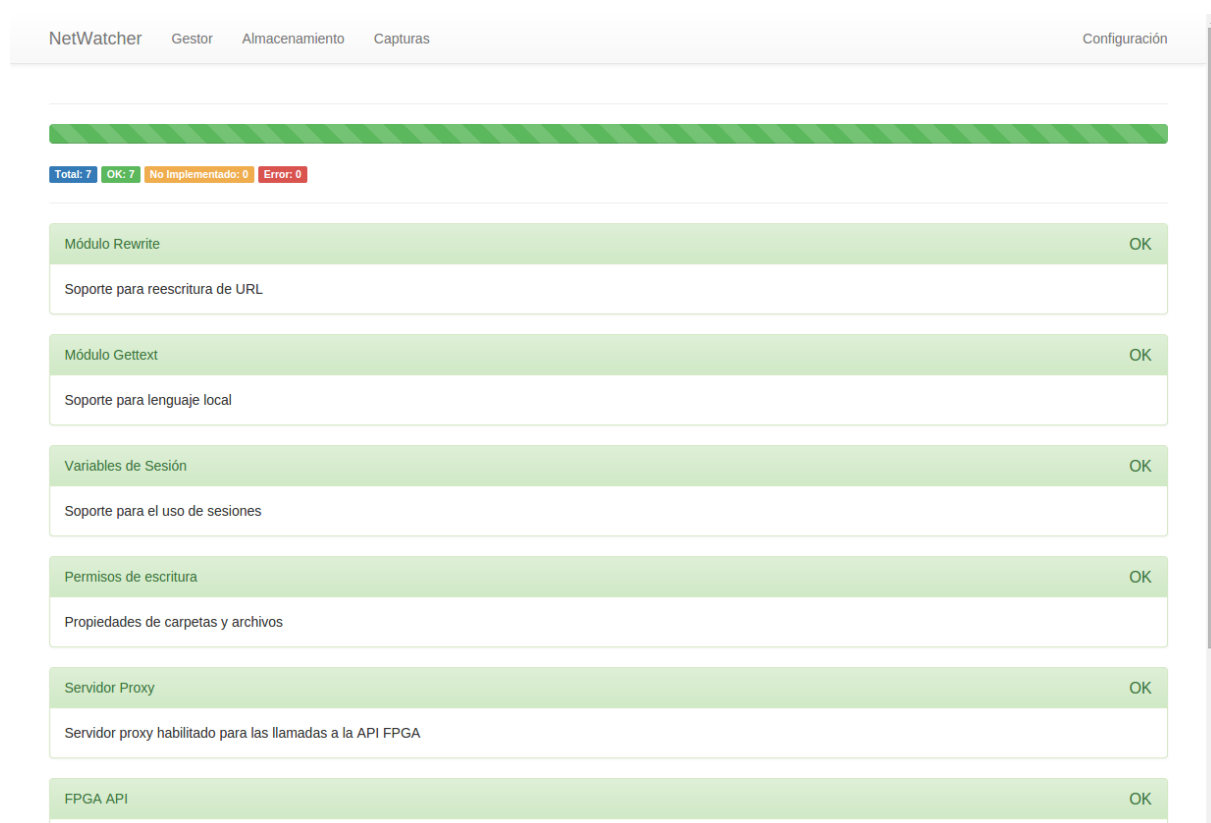 NetWatcher Gestor Almacenamiento Capturas Configuración
Total: 7 OK: 7 No Implementado: 0 Error: 0
Módulo Rewrite OK
Soporte para reescritura de URL
Módulo Gettext OK
Soporte para lenguaje local
Variables de Sesión OK
Soporte para el uso de sesiones
Permisos de escritura OK
Propiedades de carpetas y archivos
Servidor Proxy OK
Servidor proxy habilitado para las llamadas a la API FPGA
FPGA API OK